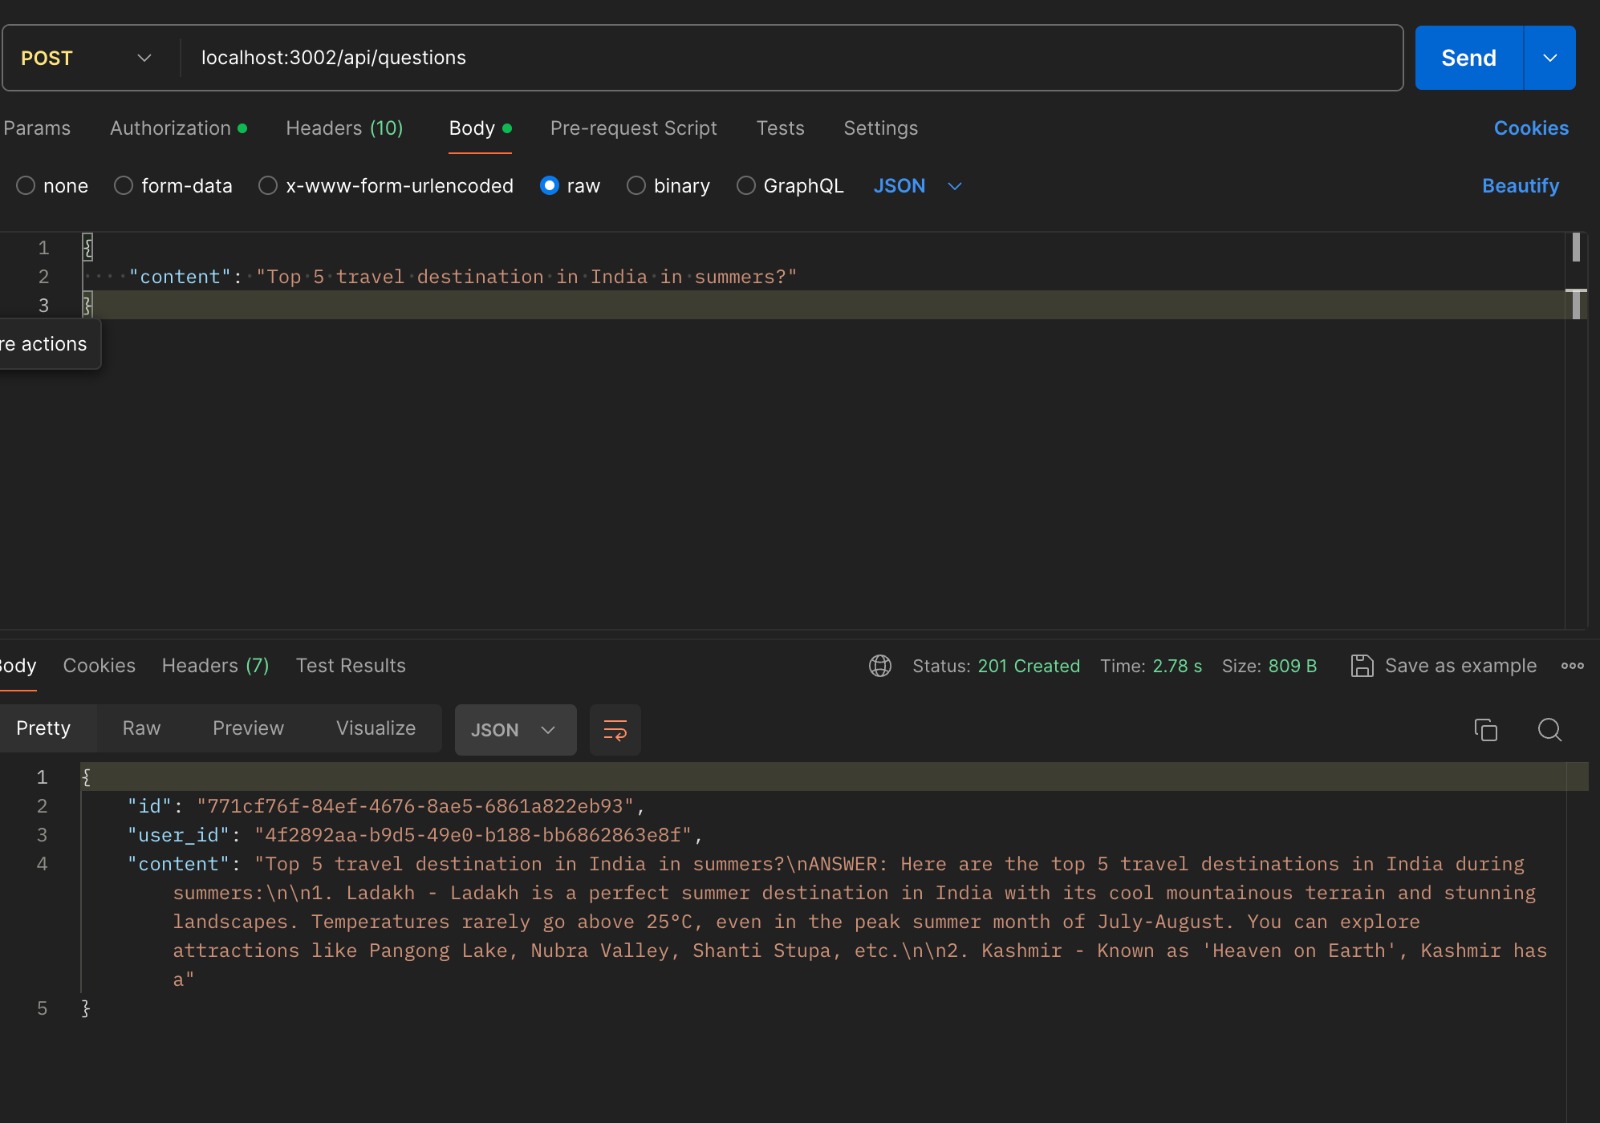 POST localhost:3002/api/questions Send
Params Authorization Headers (10) Body Pre-request Script Tests Settings Cookies
none form-data x-www-form-urlencoded raw binary GraphQL JSON Beautify
1 {
2 "content": "Top 5 travel destination in India in summers?"
3 }
re actions
Body Cookies Headers (7) Test Results Status: 201 Created Time: 2.78 s Size: 809 B Save as example
Pretty Raw Preview Visualize JSON
1 {
2 "id": "771cf76f-84ef-4676-8ae5-6861a822eb93",
3 "user_id": "4f2892aa-b9d5-49e0-b188-bb6862863e8f",
4 "content": "Top 5 travel destination in India in summers?\nANSWER: Here are the top 5 travel destinations in India during
summers:\n\n1. Ladakh - Ladakh is a perfect summer destination in India with its cool mountainous terrain and stunning
landscapes. Temperatures rarely go above 25°C, even in the peak summer month of July-August. You can explore
attractions like Pangong Lake, Nubra Valley, Shanti Stupa, etc.\n\n2. Kashmir - Known as 'Heaven on Earth', Kashmir has
a"
5 }